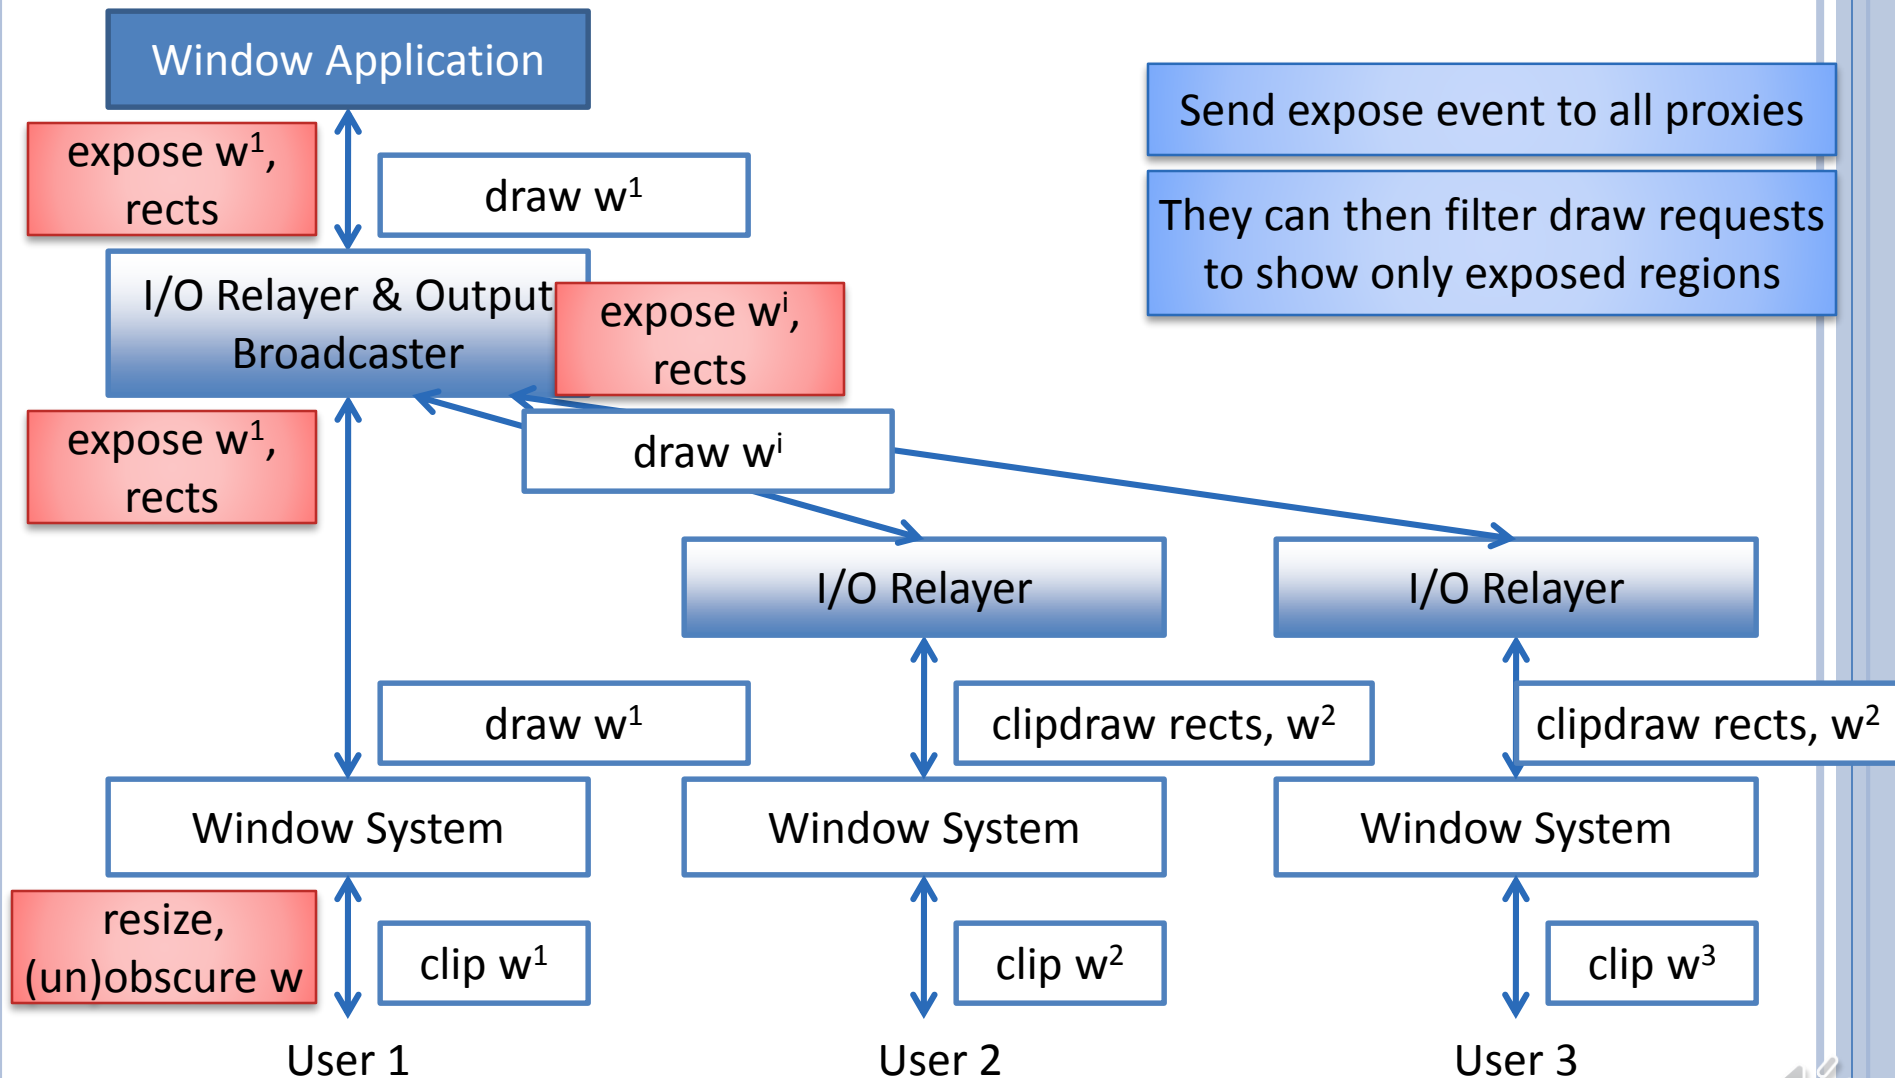 Window Application
Send expose event to all proxies
expose w¹,
rects
draw w¹
They can then filter draw requests
to show only exposed regions
I/O Relayer & Output
Broadcaster
expose wⁱ,
rects
expose w¹,
rects
draw wⁱ
I/O Relayer
I/O Relayer
draw w¹
clipdraw rects, w²
clipdraw rects, w²
Window System
Window System
Window System
resize,
(un)obscure w
clip w¹
clip w²
clip w³
User 1
User 2
User 3